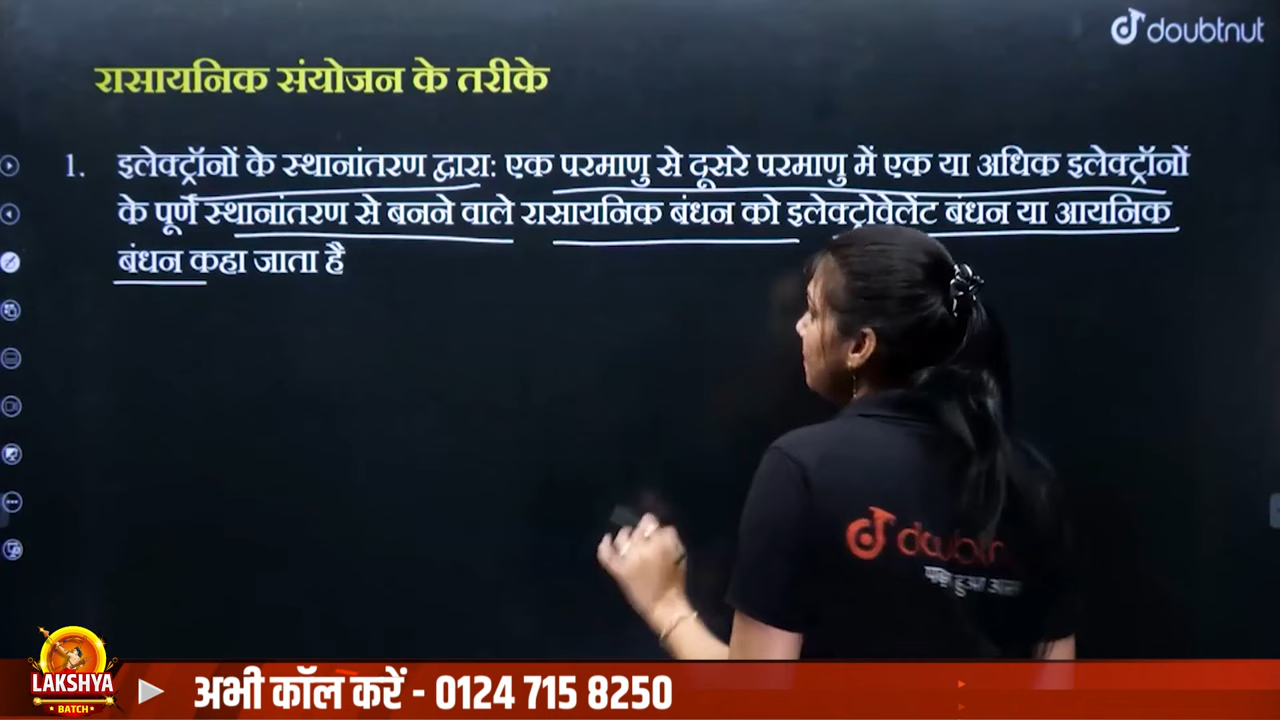 doubtnut
रासायनिक संयोजन के तरीके
1. इलेक्ट्रॉनों के स्थानांतरण द्वारा: एक परमाणु से दूसरे परमाणु में एक या अधिक इलेक्ट्रॉनों
के पूर्ण स्थानांतरण से बनने वाले रासायनिक बंधन को इलेक्ट्रोवेलेंट बंधन या आयनिक
बंधन कहा जाता है
LAKSHYA
BATCH
अभी कॉल करें - 0124 715 8250